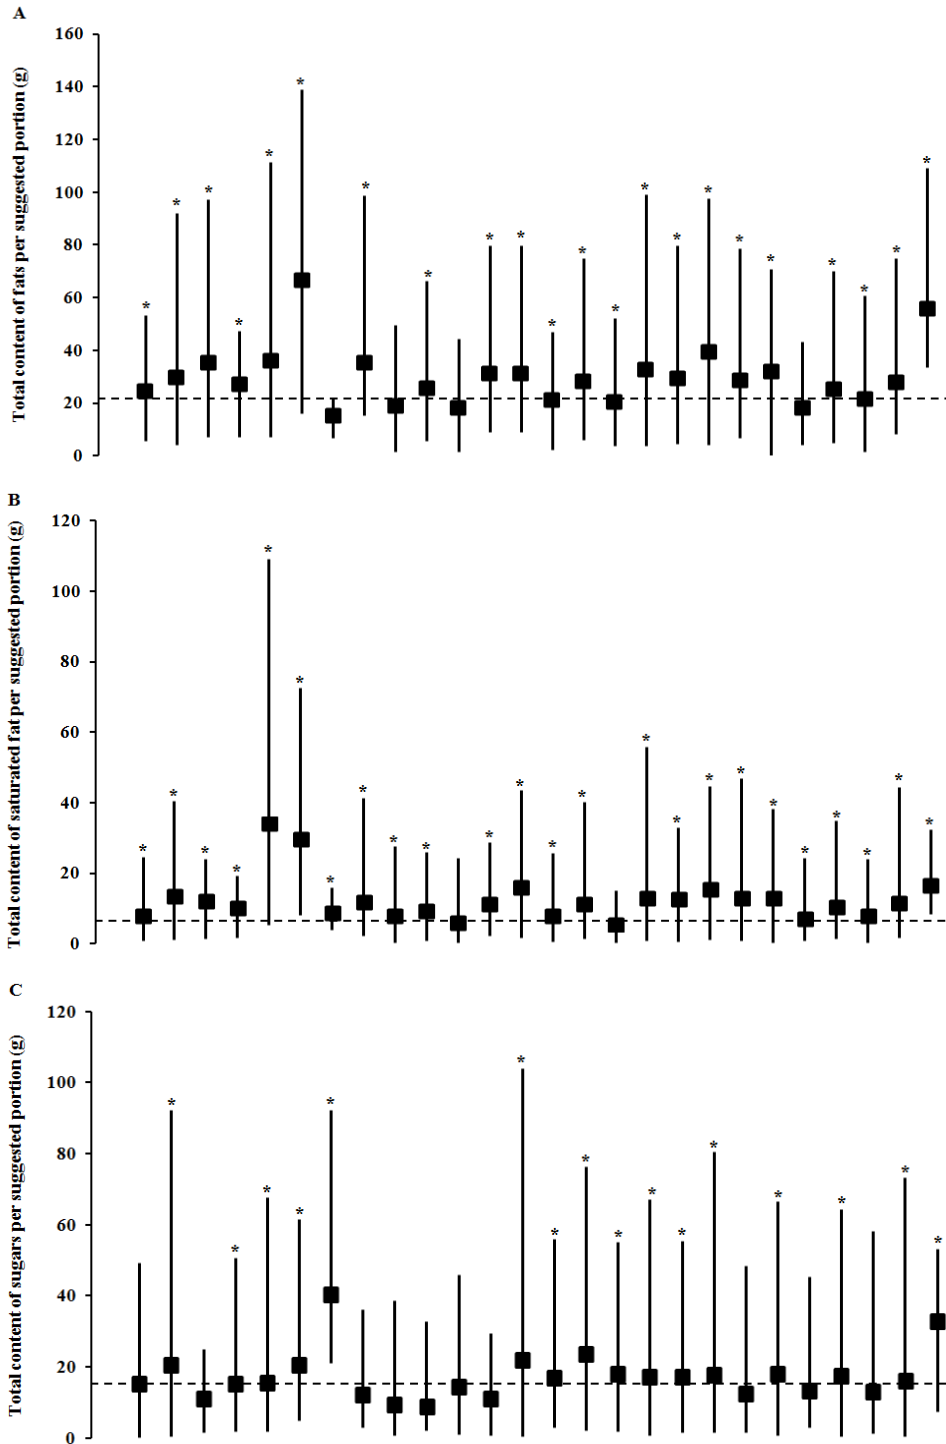 A
Total content of fats per suggested portion (g)
160
140
120
100
80
60
40
20
0
* * * * * * * * * * * * * * * * * * * * * * *
B
Total content of saturated fat per suggested portion (g)
120
100
80
60
40
20
0
* * * * * * * * * * * * * * * * * * * * * * * *
C
Total content of sugars per suggested portion (g)
120
100
80
60
40
20
0
* * * * * * * * * * * * * * * * *